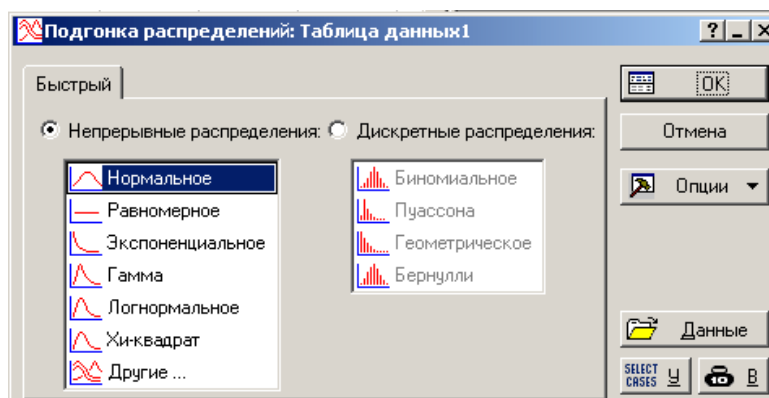 Подгонка распределений: Таблица данных1
Быстрый
Непрерывные распределения:
Нормальное
Равномерное
Экспоненциальное
Гамма
Логнормальное
Хи-квадрат
Другие ...
Дискретные распределения:
Биномиальное
Пуассона
Геометрическое
Бернулли
OK
Отмена
Опции
Данные
SELECT CASES У
10 В